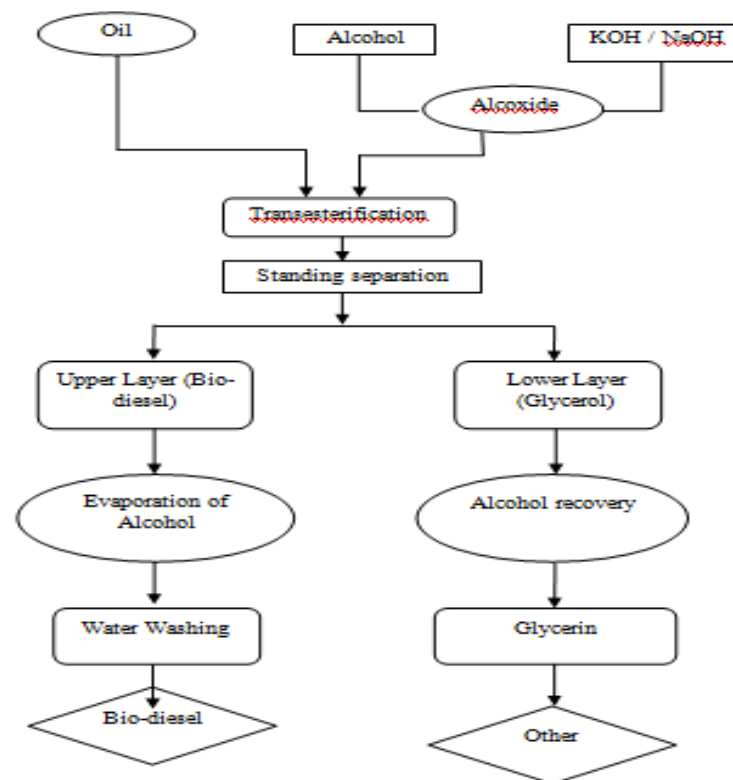 Oil
Alcohol
KOH / NaOH
Alcoxide
Transesterification
Standing separation
Upper Layer (Bio-
diesel)
Lower Layer
(Glycerol)
Evaporation of
Alcohol
Alcohol recovery
Water Washing
Glycerin
Bio-diesel
Other